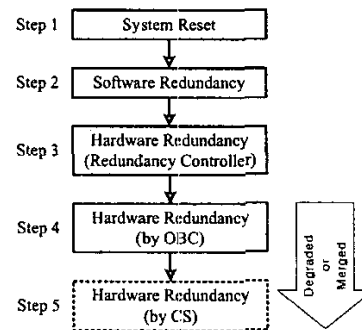 Step 1
System Reset
Step 2
Software Redundancy
Step 3
Hardware Redundancy
(Redundancy Controller)
Step 4
Hardware Redundancy
(by OBC)
Step 5
Hardware Redundancy
(by CS)
Degraded
or
Merged